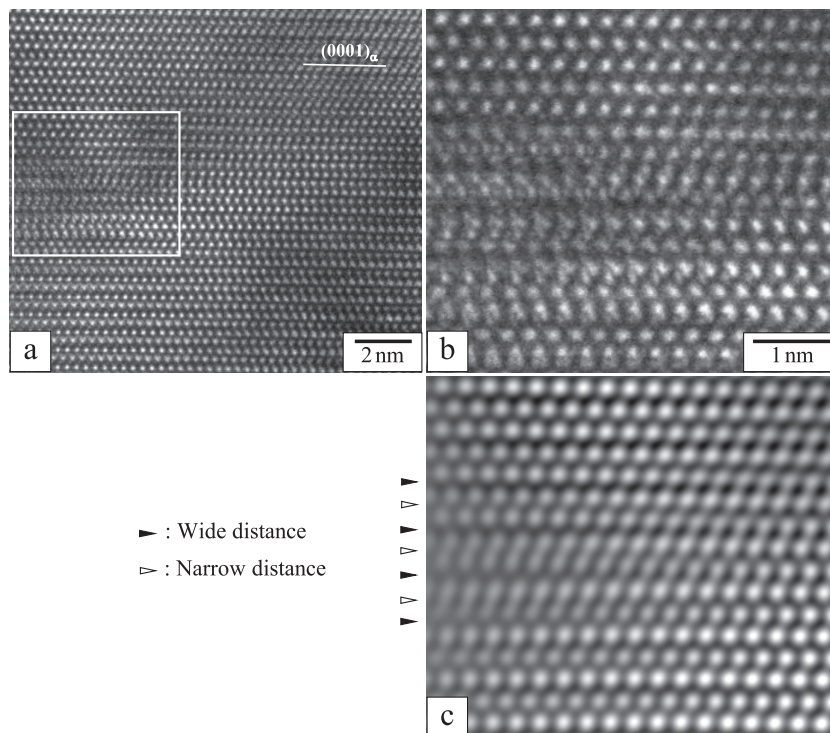 (0001)α
a
2 nm
b
1 nm
: Wide distance
: Narrow distance
c